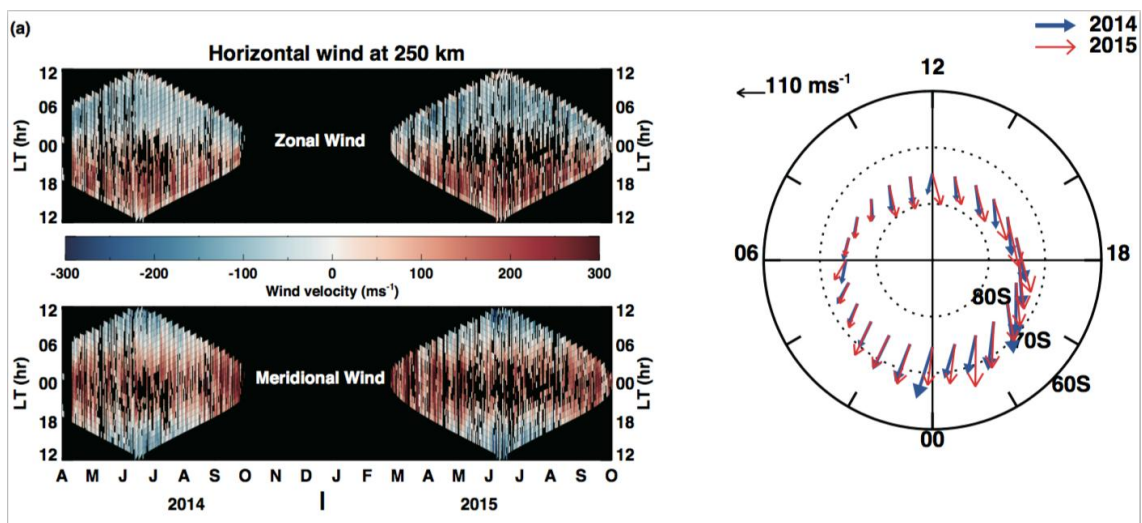 (a)
Horizontal wind at 250 km
12
06
00
18
12
LT (hr)
Zonal Wind
12
06
00
18
12
LT (hr)
-300 -200 -100 0 100 200 300
Wind velocity (ms⁻¹)
12
06
00
18
12
LT (hr)
Meridional Wind
12
06
00
18
12
LT (hr)
A M J J A S O N D J F M A M J J A S O
2014 2015
2014
2015
110 ms⁻¹
12
06
18
80S
70S
60S
00